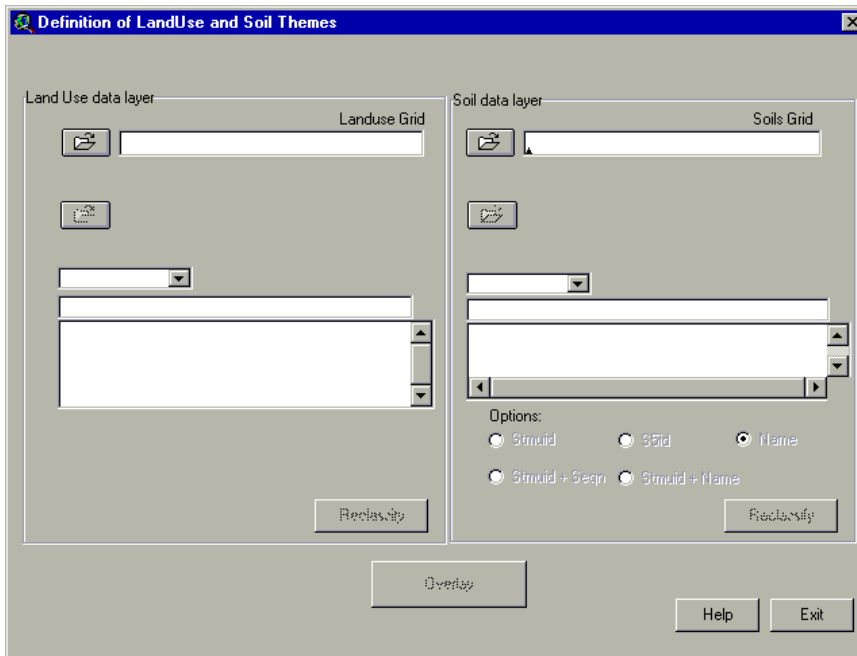 Definition of LandUse and Soil Themes
Land Use data layer
Landuse Grid
Soil data layer
Soils Grid
Options:
Stmuid
S5id
Name
Stmuid + Seqn
Stmuid + Name
Reclassify
Reclassify
Overlay
Help
Exit